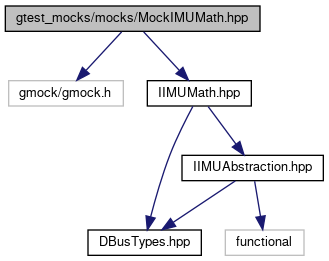 gtest_mocks/mocks/MockIMUMath.hpp
gmock/gmock.h
IIMUMath.hpp
IIMUAbstraction.hpp
DBusTypes.hpp
functional